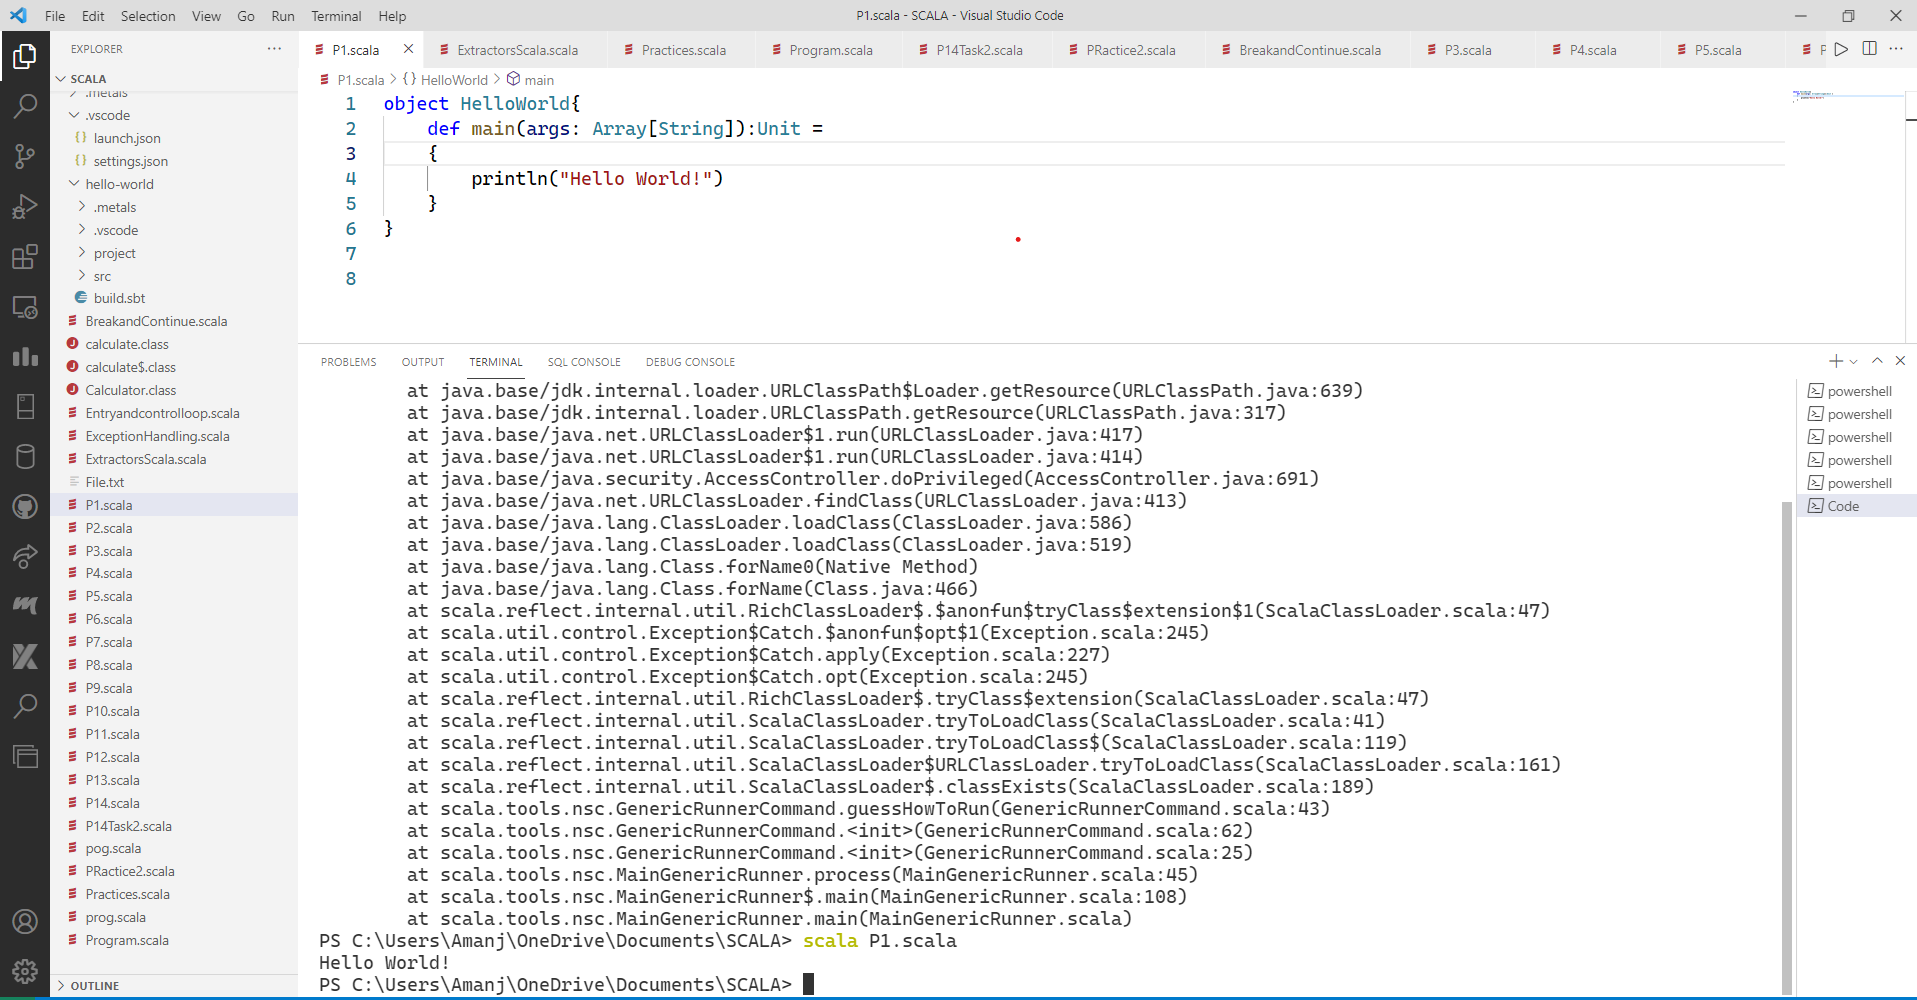 File Edit Selection View Go Run Terminal Help
P1.scala - SCALA - Visual Studio Code
EXPLORER
SCALA
.metals
.vscode
launch.json
settings.json
hello-world
.metals
.vscode
project
src
build.sbt
BreakandContinue.scala
calculate.class
calculate$.class
Calculator.class
Entryandcontrolloop.scala
ExceptionHandling.scala
ExtractorsScala.scala
File.txt
P1.scala
P2.scala
P3.scala
P4.scala
P5.scala
P6.scala
P7.scala
P8.scala
P9.scala
P10.scala
P11.scala
P12.scala
P13.scala
P14.scala
P14Task2.scala
pog.scala
PRactice2.scala
Practices.scala
prog.scala
Program.scala
OUTLINE
P1.scala ExtractorsScala.scala Practices.scala Program.scala P14Task2.scala PRactice2.scala BreakandContinue.scala P3.scala P4.scala P5.scala P
P1.scala > {} HelloWorld > main
1 object HelloWorld{
2 def main(args: Array[String]):Unit =
3 {
4 println("Hello World!")
5 }
6 }
7
8
PROBLEMS OUTPUT TERMINAL SQL CONSOLE DEBUG CONSOLE
at java.base/jdk.internal.loader.URLClassPath$Loader.getResource(URLClassPath.java:639)
at java.base/jdk.internal.loader.URLClassPath.getResource(URLClassPath.java:317)
at java.base/java.net.URLClassLoader$1.run(URLClassLoader.java:417)
at java.base/java.net.URLClassLoader$1.run(URLClassLoader.java:414)
at java.base/java.security.AccessController.doPrivileged(AccessController.java:691)
at java.base/java.net.URLClassLoader.findClass(URLClassLoader.java:413)
at java.base/java.lang.ClassLoader.loadClass(ClassLoader.java:586)
at java.base/java.lang.ClassLoader.loadClass(ClassLoader.java:519)
at java.base/java.lang.Class.forName0(Native Method)
at java.base/java.lang.Class.forName(Class.java:466)
at scala.reflect.internal.util.RichClassLoader$.$anonfun$tryClass$extension$1(ScalaClassLoader.scala:47)
at scala.util.control.Exception$Catch.$anonfun$opt$1(Exception.scala:245)
at scala.util.control.Exception$Catch.apply(Exception.scala:227)
at scala.util.control.Exception$Catch.opt(Exception.scala:245)
at scala.reflect.internal.util.RichClassLoader$.tryClass$extension(ScalaClassLoader.scala:47)
at scala.reflect.internal.util.ScalaClassLoader.tryToLoadClass(ScalaClassLoader.scala:41)
at scala.reflect.internal.util.ScalaClassLoader.tryToLoadClass$(ScalaClassLoader.scala:119)
at scala.reflect.internal.util.ScalaClassLoader$URLClassLoader.tryToLoadClass(ScalaClassLoader.scala:161)
at scala.reflect.internal.util.ScalaClassLoader$.classExists(ScalaClassLoader.scala:189)
at scala.tools.nsc.GenericRunnerCommand.guessHowToRun(GenericRunnerCommand.scala:43)
at scala.tools.nsc.GenericRunnerCommand.<init>(GenericRunnerCommand.scala:62)
at scala.tools.nsc.GenericRunnerCommand.<init>(GenericRunnerCommand.scala:25)
at scala.tools.nsc.MainGenericRunner.process(MainGenericRunner.scala:45)
at scala.tools.nsc.MainGenericRunner$.main(MainGenericRunner.scala:108)
at scala.tools.nsc.MainGenericRunner.main(MainGenericRunner.scala)
PS C:\Users\Amanj\OneDrive\Documents\SCALA> scala P1.scala
Hello World!
PS C:\Users\Amanj\OneDrive\Documents\SCALA>
powershell
powershell
powershell
powershell
powershell
Code